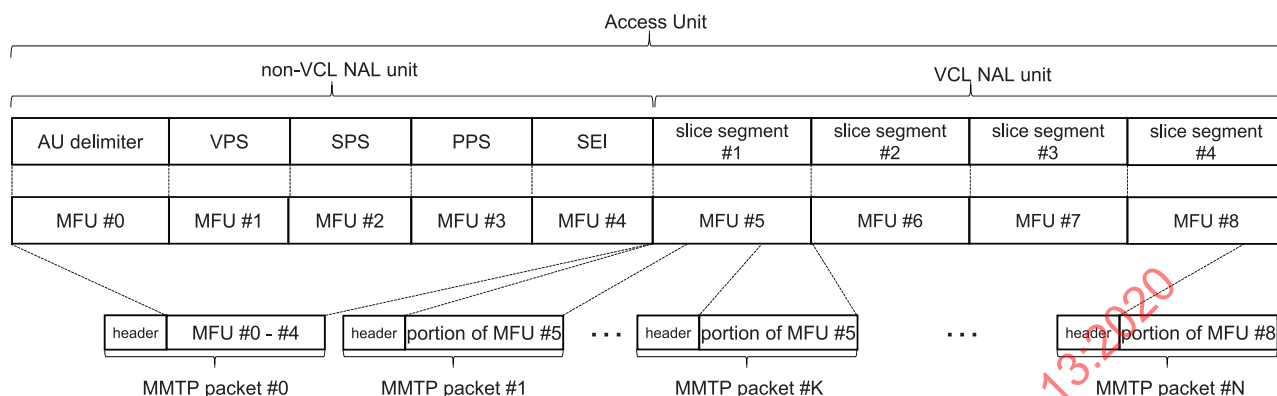 Access Unit
non-VCL NAL unit
VCL NAL unit
AU delimiter
VPS
SPS
PPS
SEI
slice segment
#1
slice segment
#2
slice segment
#3
slice segment
#4
MFU #0
MFU #1
MFU #2
MFU #3
MFU #4
MFU #5
MFU #6
MFU #7
MFU #8
header
MFU #0 - #4
header
portion of MFU #5
...
header
portion of MFU #5
...
header
portion of MFU #8
MMTP packet #0
MMTP packet #1
MMTP packet #K
MMTP packet #N
13:2020